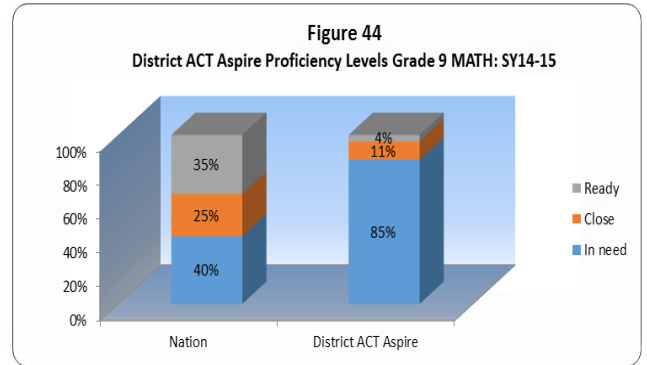 Figure 44
District ACT Aspire Proficiency Levels Grade 9 MATH: SY14-15
100%
80%
60%
40%
20%
0%
35%
25%
40%
4%
11%
85%
Nation
District ACT Aspire
Ready
Close
In need